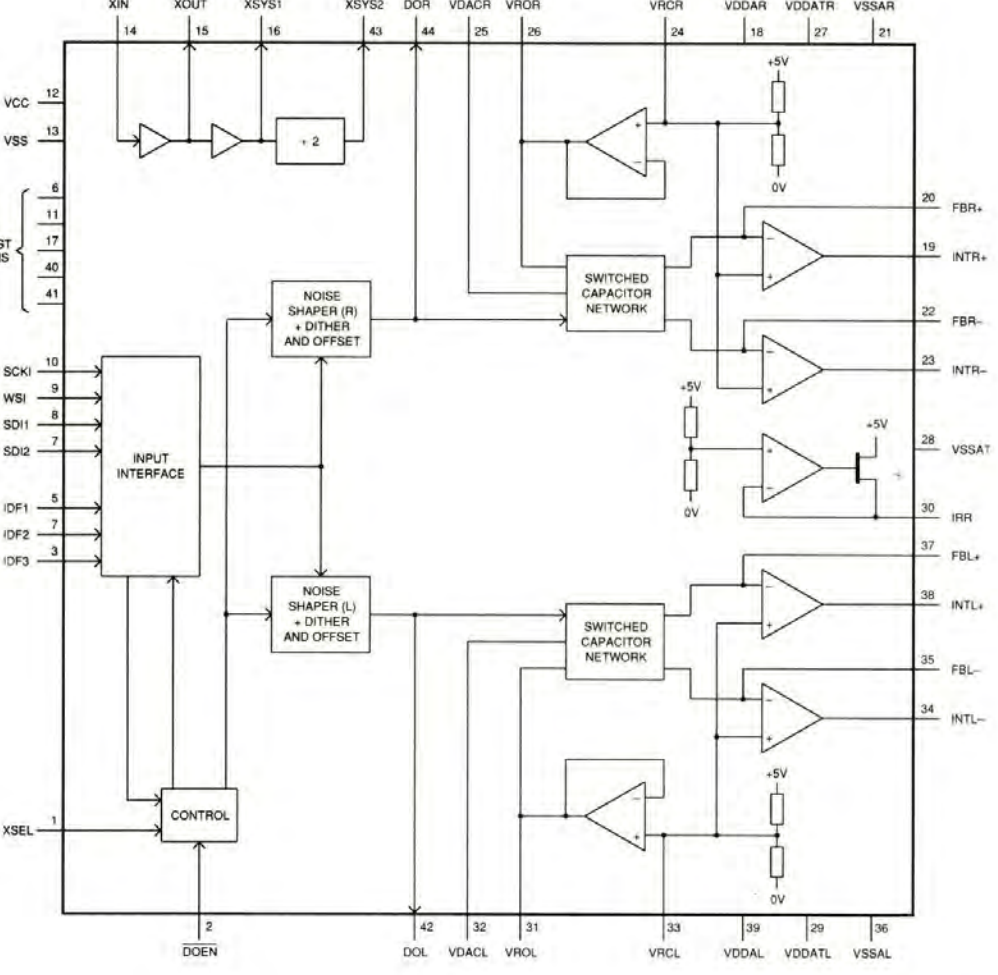 XIN XOUT XSYS1 XSYS2 DOR VDACR VROR VRCR VDDAR VDDATR VSSAR
14 15 16 43 44 25 26 24 18 27 21
+5V
VCC 12
VSS 13
÷ 2
+
−
0V
6
11
17
40
41
ST
NS
20 FBR+
19 INTR+
−
+
SWITCHED
CAPACITOR
NETWORK
22 FBR−
23 INTR−
−
+
NOISE
SHAPER (R)
+ DITHER
AND OFFSET
SCKI 10
WSI 9
SDI1 8
SDI2 7
IDF1 5
IDF2 7
IDF3 3
INPUT
INTERFACE
+5V
+5V
+
−
0V
28 VSSAT
30 IRR
37 FBL+
38 INTL+
−
+
NOISE
SHAPER (L)
+ DITHER
AND OFFSET
SWITCHED
CAPACITOR
NETWORK
35 FBL−
34 INTL−
−
+
+5V
−
+
0V
CONTROL
XSEL 1
2 42 32 31 33 39 29 36
DOEN DOL VDACL VROL VRCL VDDAL VDDATL VSSAL